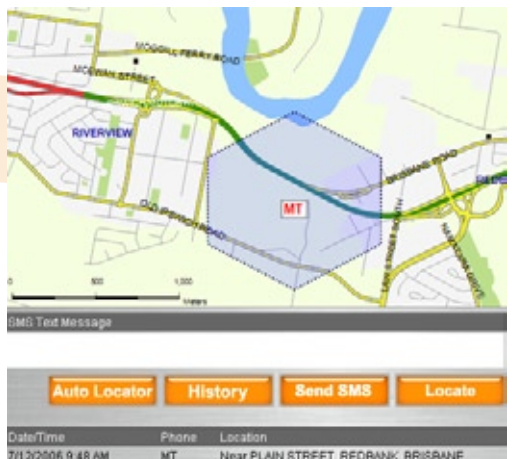 MOGGILL FERRY ROAD
MCEWAN STREET
RIVERVIEW
BRISBANE ROAD
REDB
MT
OLD IPSWICH ROAD
0 500 1,000
Meters
SMS Text Message
Auto Locator History Send SMS Locate
Date/Time Phone Location
7/12/2006 9:48 AM MT Near PLAIN STREET, REDBANK, BRISBANE